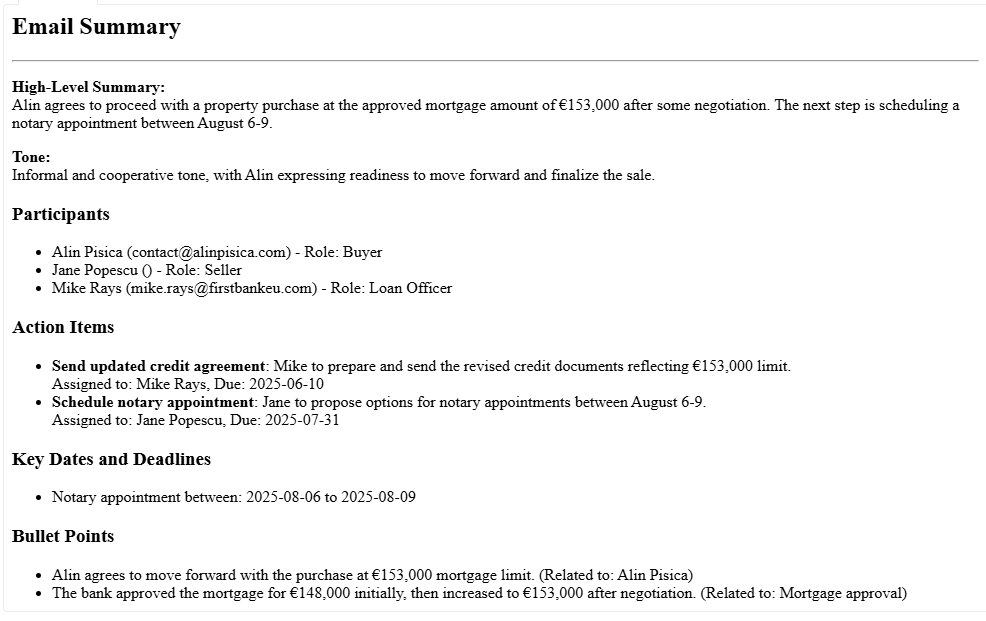 Email Summary
High-Level Summary:
Alin agrees to proceed with a property purchase at the approved mortgage amount of €153,000 after some negotiation. The next step is scheduling a
notary appointment between August 6-9.
Tone:
Informal and cooperative tone, with Alin expressing readiness to move forward and finalize the sale.
Participants
• Alin Pisica (contact@alinpisica.com) - Role: Buyer
• Jane Popescu () - Role: Seller
• Mike Rays (mike.rays@firstbankeu.com) - Role: Loan Officer
Action Items
• Send updated credit agreement: Mike to prepare and send the revised credit documents reflecting €153,000 limit.
Assigned to: Mike Rays, Due: 2025-06-10
• Schedule notary appointment: Jane to propose options for notary appointments between August 6-9.
Assigned to: Jane Popescu, Due: 2025-07-31
Key Dates and Deadlines
• Notary appointment between: 2025-08-06 to 2025-08-09
Bullet Points
• Alin agrees to move forward with the purchase at €153,000 mortgage limit. (Related to: Alin Pisica)
• The bank approved the mortgage for €148,000 initially, then increased to €153,000 after negotiation. (Related to: Mortgage approval)